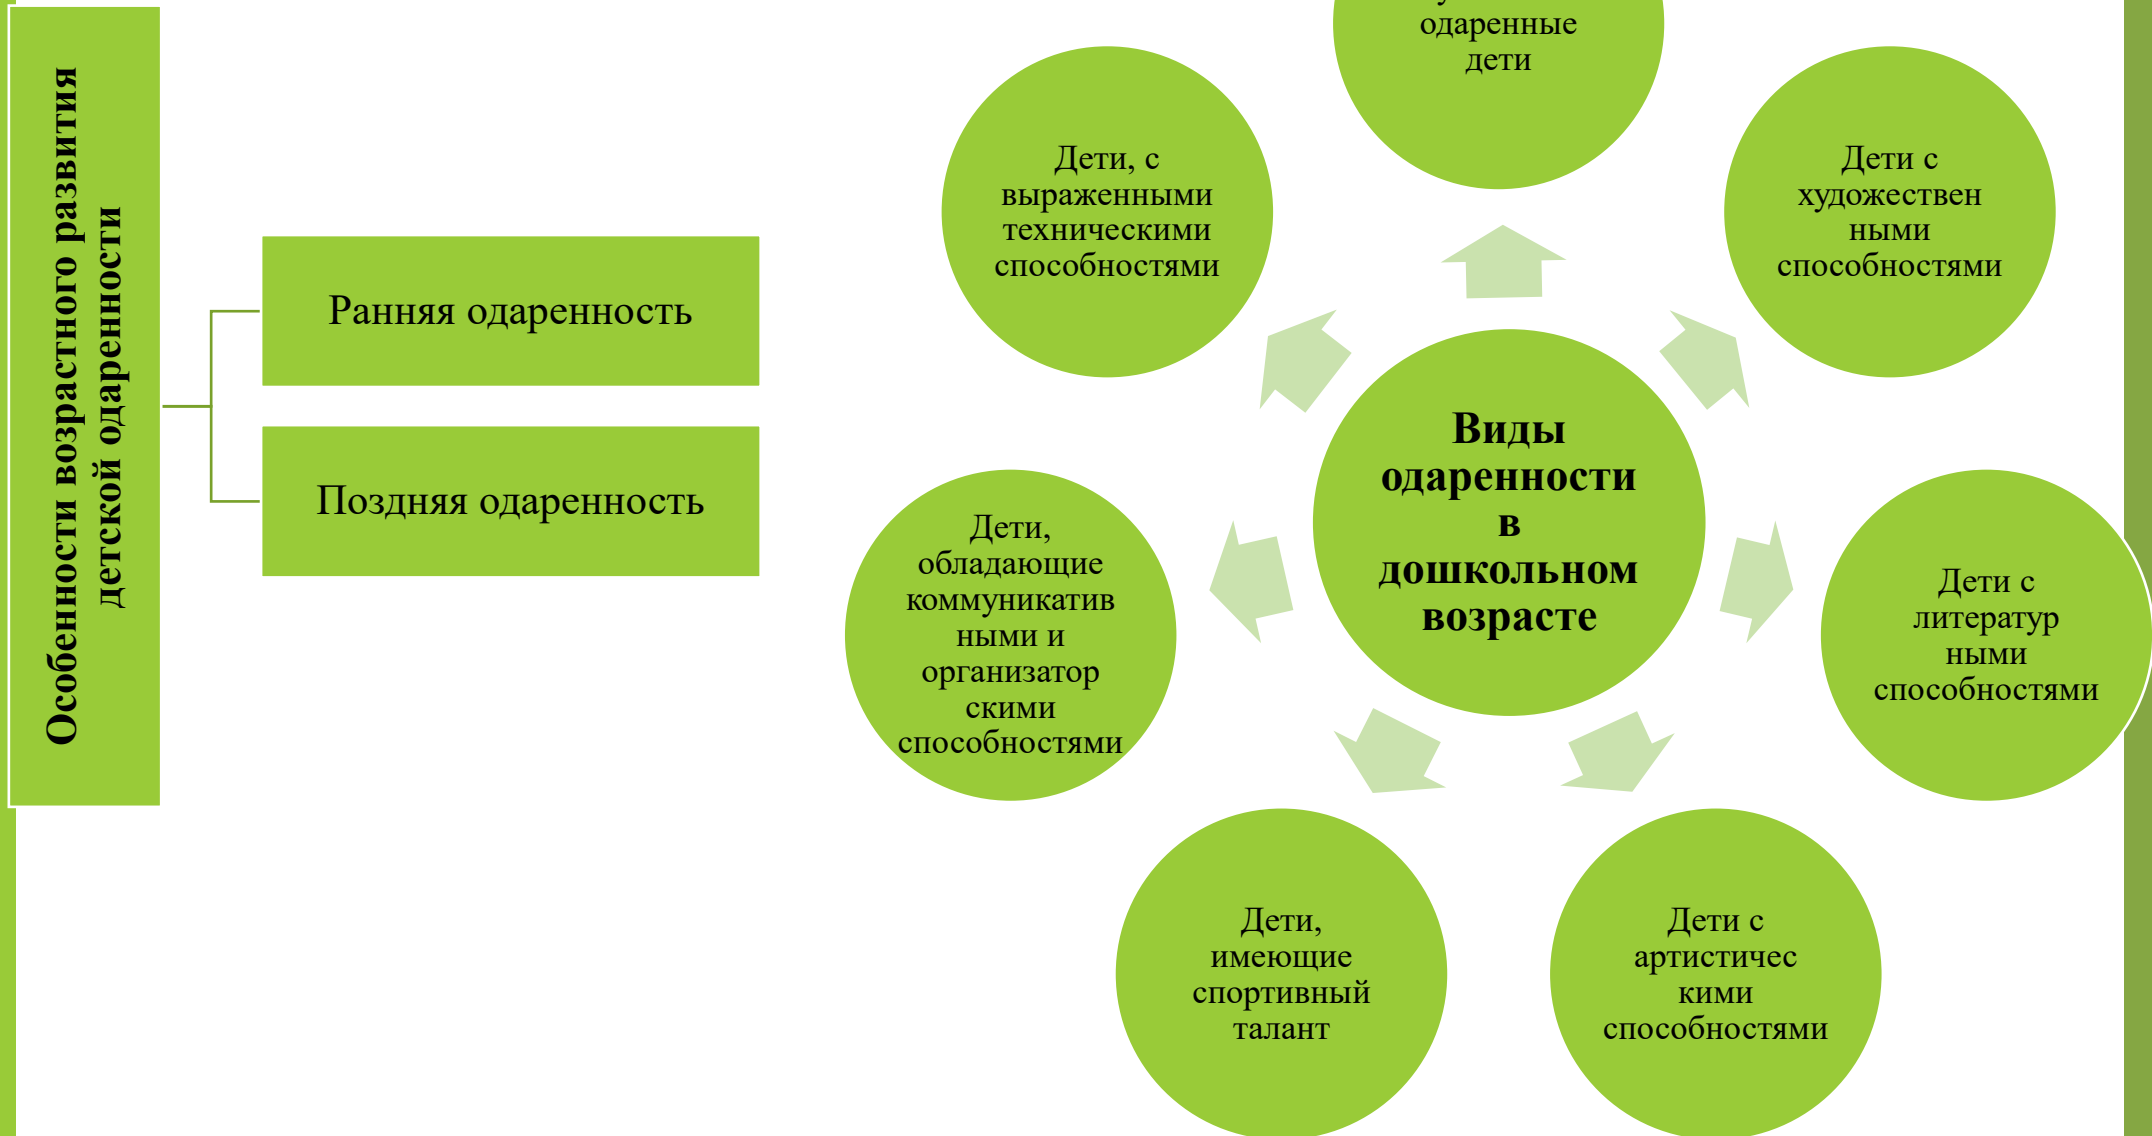 Особенности возрастного развития
детской одаренности
Ранняя одаренность
Поздняя одаренность
одаренные
дети
Дети с
художествен
ными
способностями
Дети с
литератур
ными
способностями
Дети с
артистичес
кими
способностями
Дети,
имеющие
спортивный
талант
Дети,
обладающие
коммуникатив
ными и
организатор
скими
способностями
Дети, с
выраженными
техническими
способностями
Виды
одаренности
в
дошкольном
возрасте